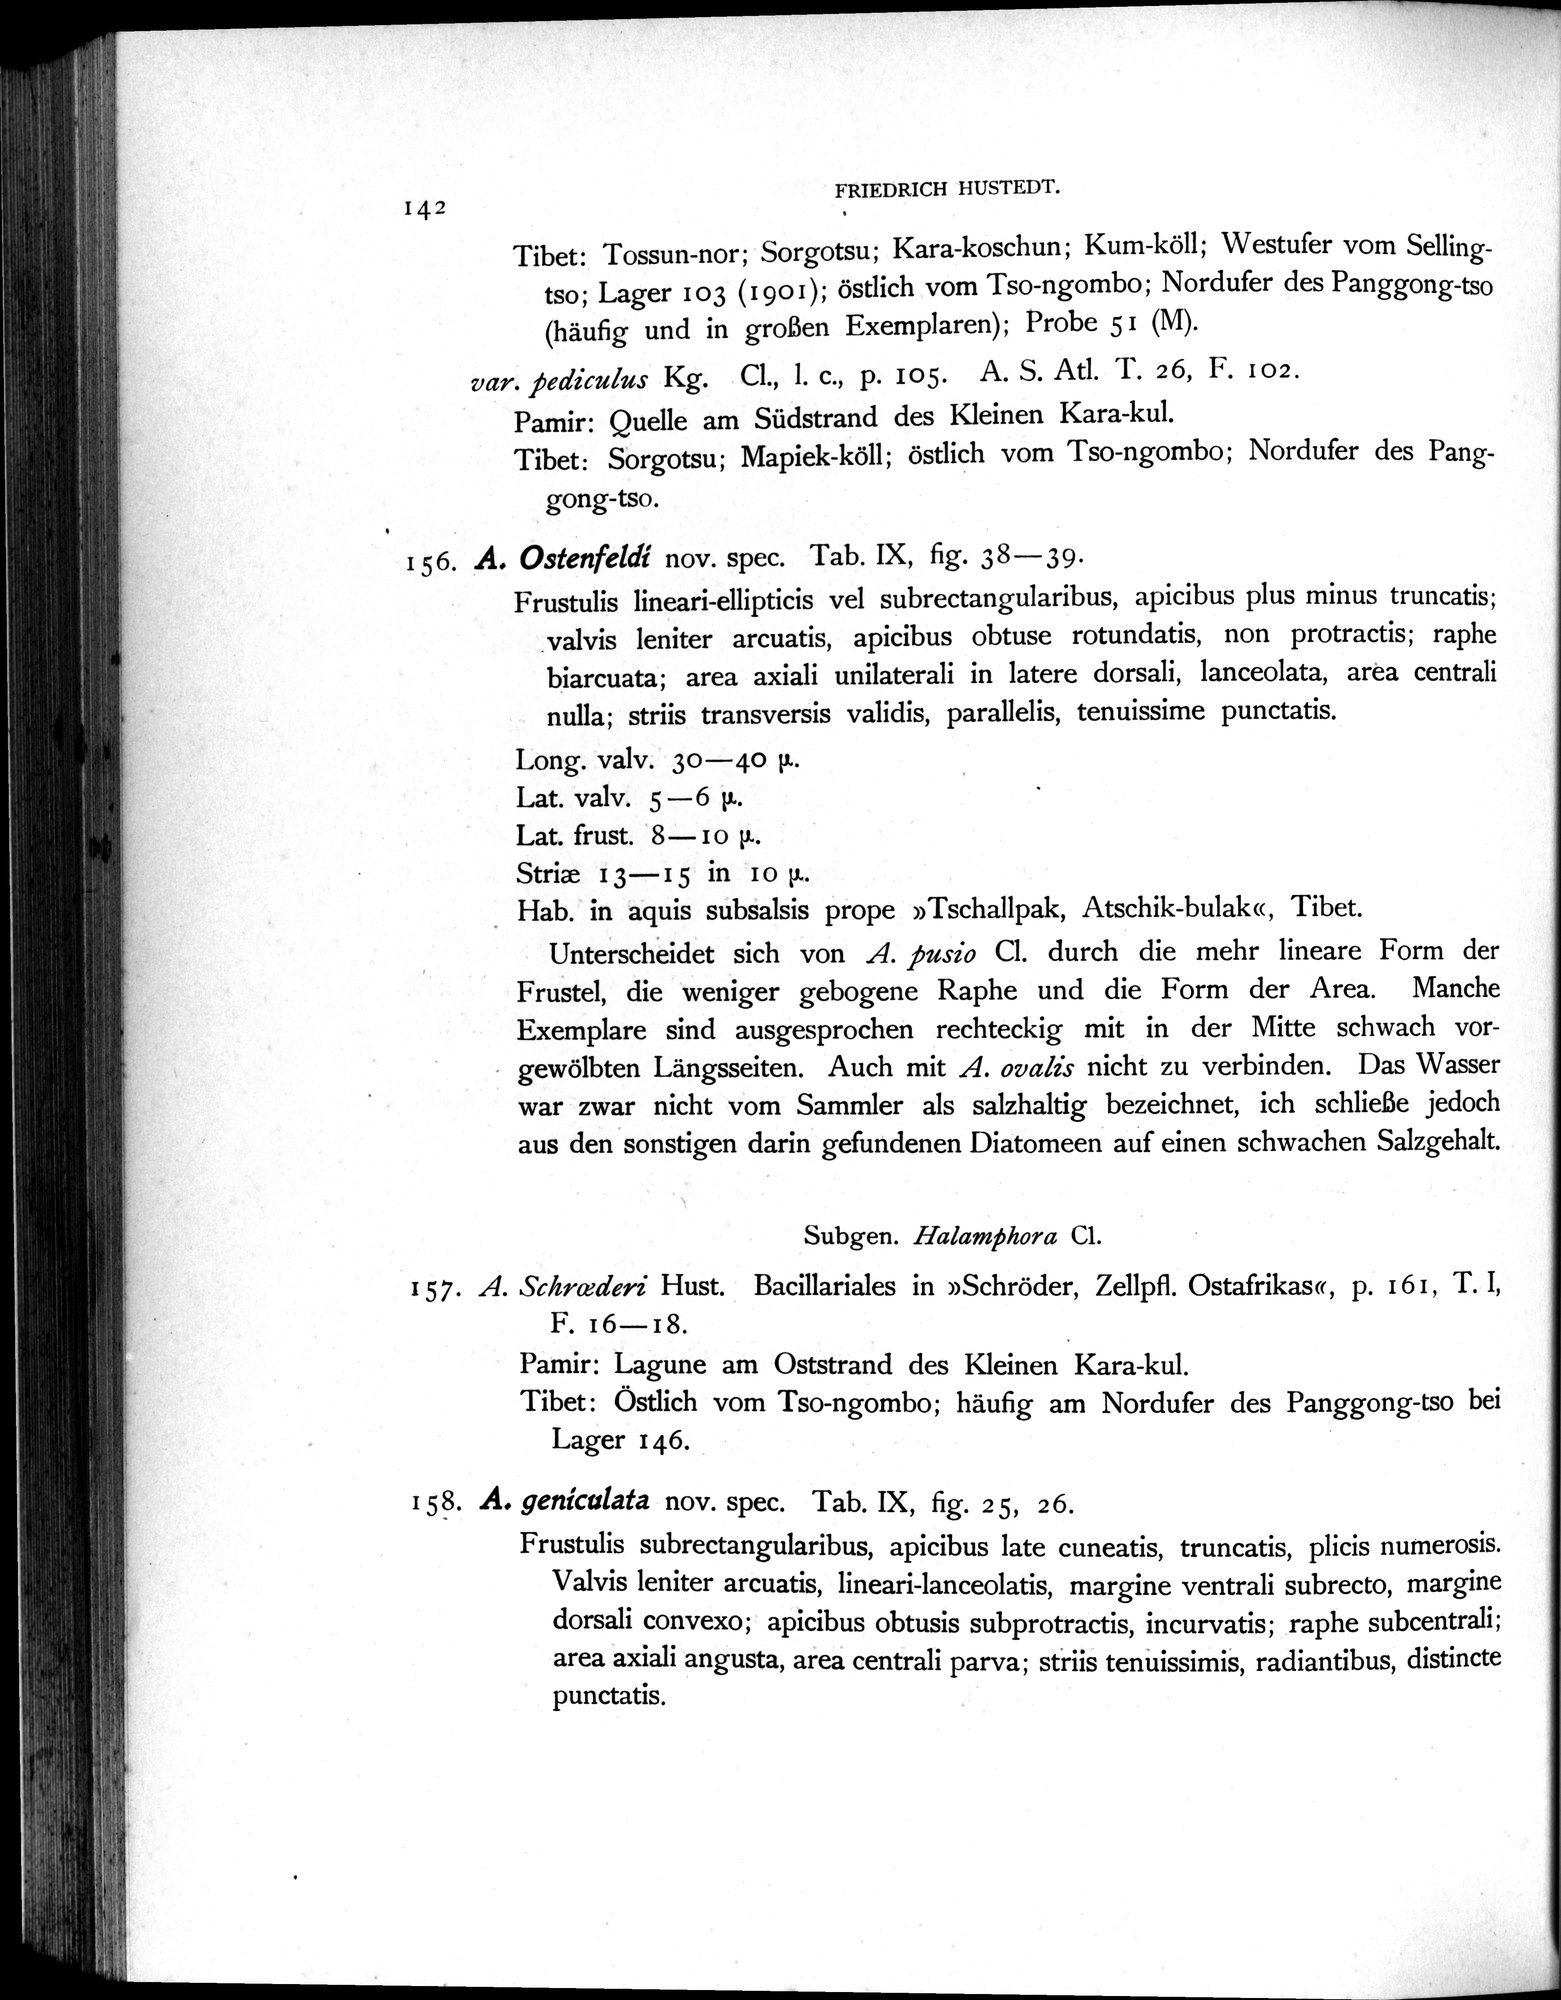 142
FRIEDRICH HUSTEDT.
Tibet: Tossun-nor; Sorgotsu; Kara-koschun; Kum-köll; Westufer vom Selling-
tso; Lager 103 (1901); östlich vom Tso-ngombo; Nordufer des Panggong-tso
(häufig und in großen Exemplaren); Probe 51 (M).
var. pediculus Kg. Cl., l. c., p. 105. A. S. Atl. T. 26, F. 102.
Pamir: Quelle am Südstrand des Kleinen Kara-kul.
Tibet: Sorgotsu; Mapiek-köll; östlich vom Tso-ngombo; Nordufer des Pang-
gong-tso.
156. A. Ostenfeldi nov. spec. Tab. IX, fig. 38—39.
Frustulis lineari-ellipticis vel subrectangularibus, apicibus plus minus truncatis;
valvis leniter arcuatis, apicibus obtuse rotundatis, non protractis; raphe
biarcuata; area axiali unilaterali in latere dorsali, lanceolata, area centrali
nulla; striis transversis validis, parallelis, tenuissime punctatis.
Long. valv. 30—40 µ.
Lat. valv. 5—6 µ.
Lat. frust. 8—10 µ.
Striæ 13—15 in 10 µ.
Hab. in aquis subsalsis prope »Tschallpak, Atschik-bulak«, Tibet.
Unterscheidet sich von A. pusio Cl. durch die mehr lineare Form der
Frustel, die weniger gebogene Raphe und die Form der Area. Manche
Exemplare sind ausgesprochen rechteckig mit in der Mitte schwach vor-
gewölbten Längsseiten. Auch mit A. ovalis nicht zu verbinden. Das Wasser
war zwar nicht vom Sammler als salzhaltig bezeichnet, ich schließe jedoch
aus den sonstigen darin gefundenen Diatomeen auf einen schwachen Salzgehalt.
Subgen. Halamphora Cl.
157. A. Schrœderi Hust. Bacillariales in »Schröder, Zellpfl. Ostafrikas«, p. 161, T. I,
F. 16—18.
Pamir: Lagune am Oststrand des Kleinen Kara-kul.
Tibet: Östlich vom Tso-ngombo; häufig am Nordufer des Panggong-tso bei
Lager 146.
158. A. geniculata nov. spec. Tab. IX, fig. 25, 26.
Frustulis subrectangularibus, apicibus late cuneatis, truncatis, plicis numerosis.
Valvis leniter arcuatis, lineari-lanceolatis, margine ventrali subrecto, margine
dorsali convexo; apicibus obtusis subprotractis, incurvatis; raphe subcentrali;
area axiali angusta, area centrali parva; striis tenuissimis, radiantibus, distincte
punctatis.